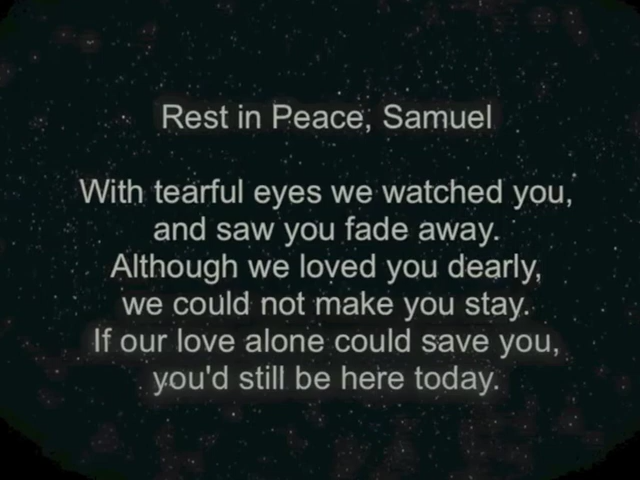 Rest in Peace, Samuel
With tearful eyes we watched you,
and saw you fade away.
Although we loved you dearly,
we could not make you stay.
If our love alone could save you,
you'd still be here today.